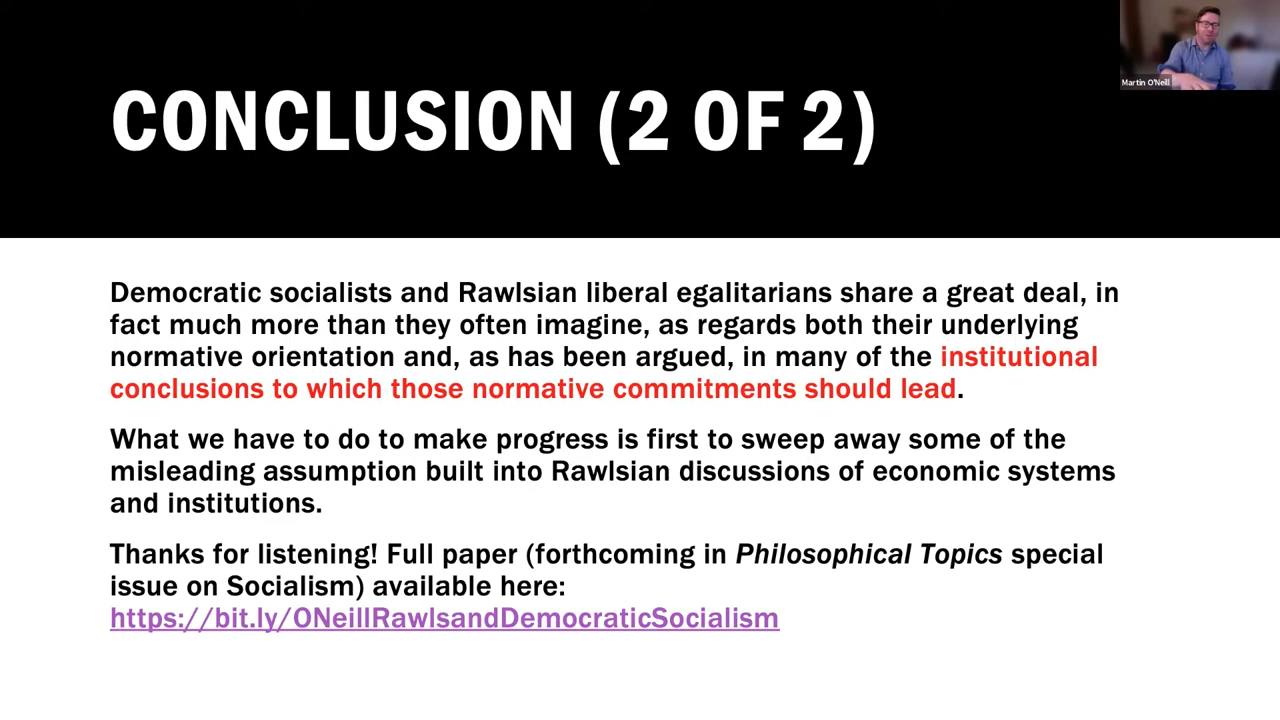 Martin O'Neill
CONCLUSION (2 OF 2)
Democratic socialists and Rawlsian liberal egalitarians share a great deal, in
fact much more than they often imagine, as regards both their underlying
normative orientation and, as has been argued, in many of the institutional
conclusions to which those normative commitments should lead.
What we have to do to make progress is first to sweep away some of the
misleading assumption built into Rawlsian discussions of economic systems
and institutions.
Thanks for listening! Full paper (forthcoming in Philosophical Topics special
issue on Socialism) available here:
https://bit.ly/ONeillRawlsandDemocraticSocialism